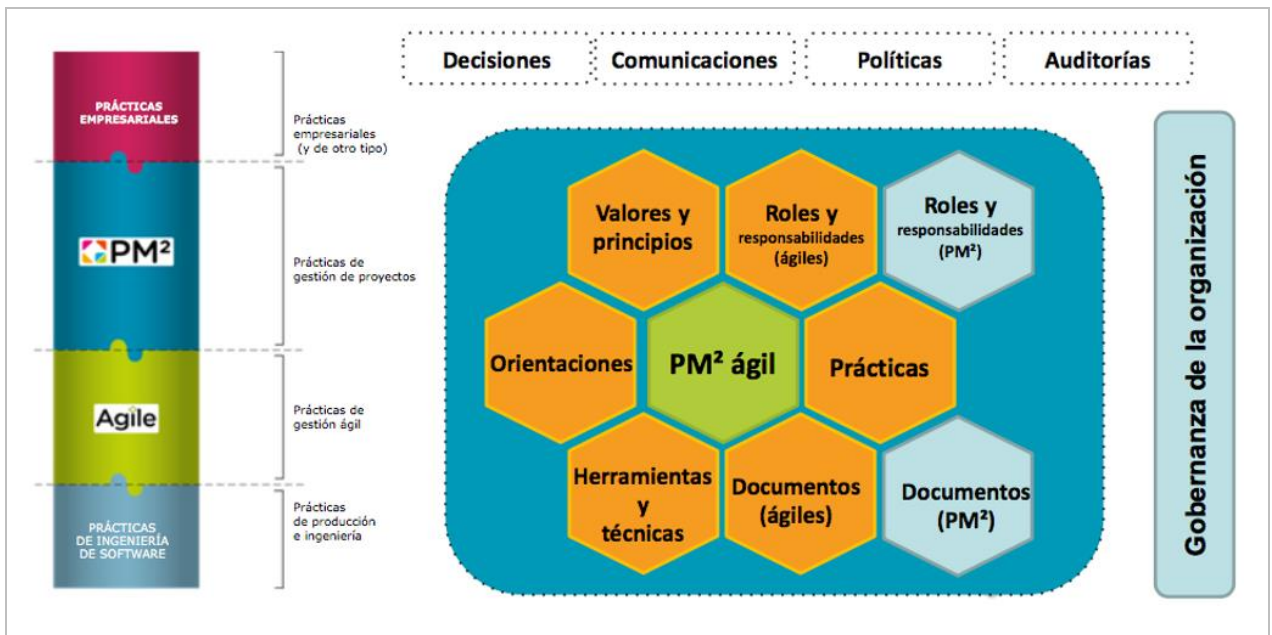 Decisiones
Comunicaciones
Políticas
Auditorías
PRÁCTICAS
EMPRESARIALES
Prácticas
empresariales
(y de otro tipo)
PM²
Prácticas de
gestión de proyectos
Agile
Prácticas de
gestión ágil
PRÁCTICAS
DE INGENIERÍA
DE SOFTWARE
Prácticas
de producción
e ingeniería
Valores y
principios
Roles y
responsabilidades
(ágiles)
Roles y
responsabilidades
(PM²)
Orientaciones
PM² ágil
Prácticas
Herramientas
y
técnicas
Documentos
(ágiles)
Documentos
(PM²)
Gobernanza de la organización